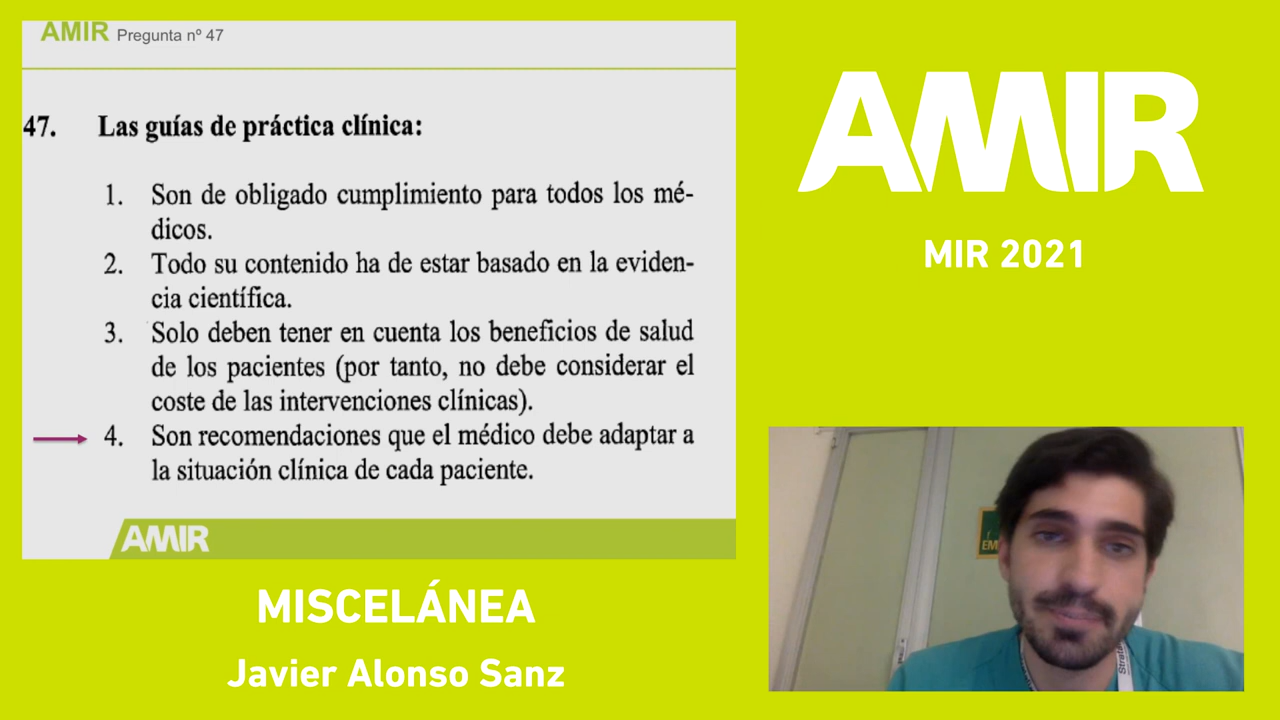 AMIR Pregunta nº 47
47. Las guías de práctica clínica:
1. Son de obligado cumplimiento para todos los mé-
dicos.
2. Todo su contenido ha de estar basado en la eviden-
cia científica.
3. Solo deben tener en cuenta los beneficios de salud
de los pacientes (por tanto, no debe considerar el
coste de las intervenciones clínicas).
4. Son recomendaciones que el médico debe adaptar a
la situación clínica de cada paciente.
AMIR
MISCELÁNEA
Javier Alonso Sanz
AMIR
MIR 2021
EM